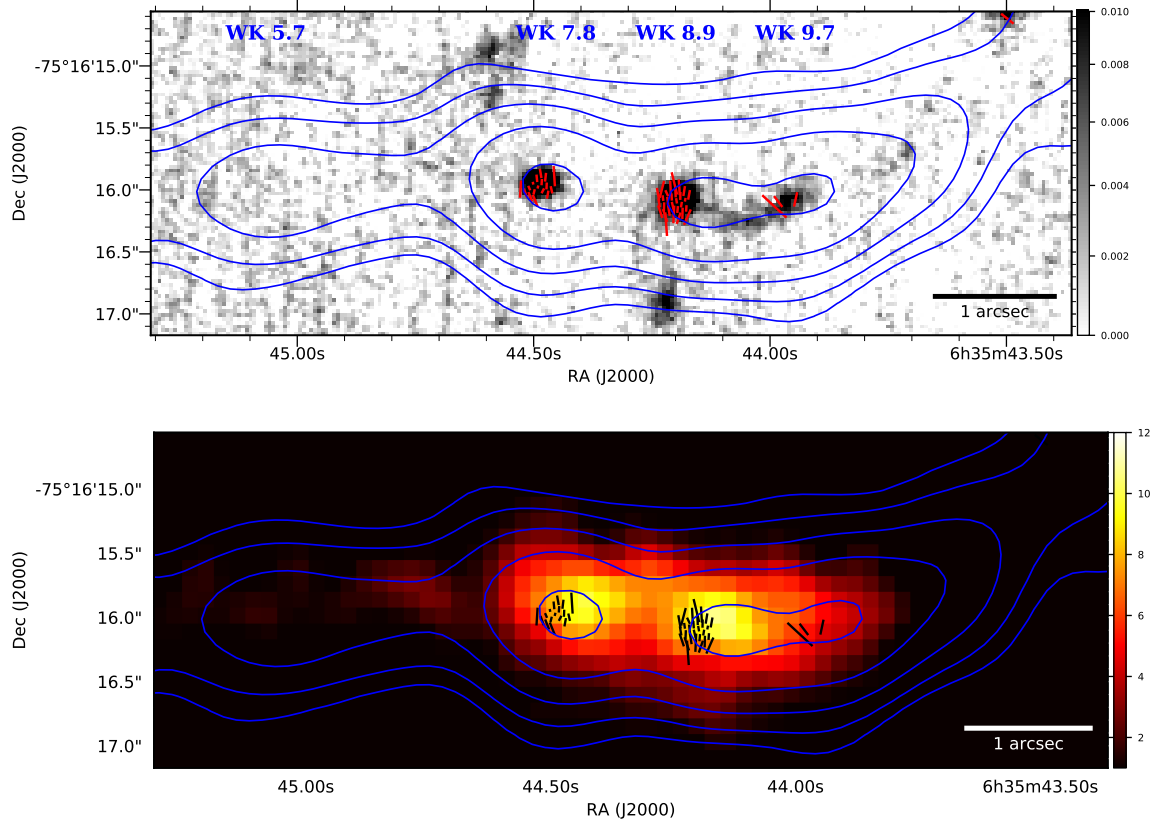 WK 5.7 WK 7.8 WK 8.9 WK 9.7
0.010
0.008
0.006
0.004
0.002
0.000
-75°16'15.0"
15.5"
16.0"
16.5"
17.0"
Dec (J2000)
1 arcsec
45.00s 44.50s 44.00s 6h35m43.50s
RA (J2000)
12
10
8
6
4
2
-75°16'15.0"
15.5"
16.0"
16.5"
17.0"
Dec (J2000)
1 arcsec
45.00s 44.50s 44.00s 6h35m43.50s
RA (J2000)